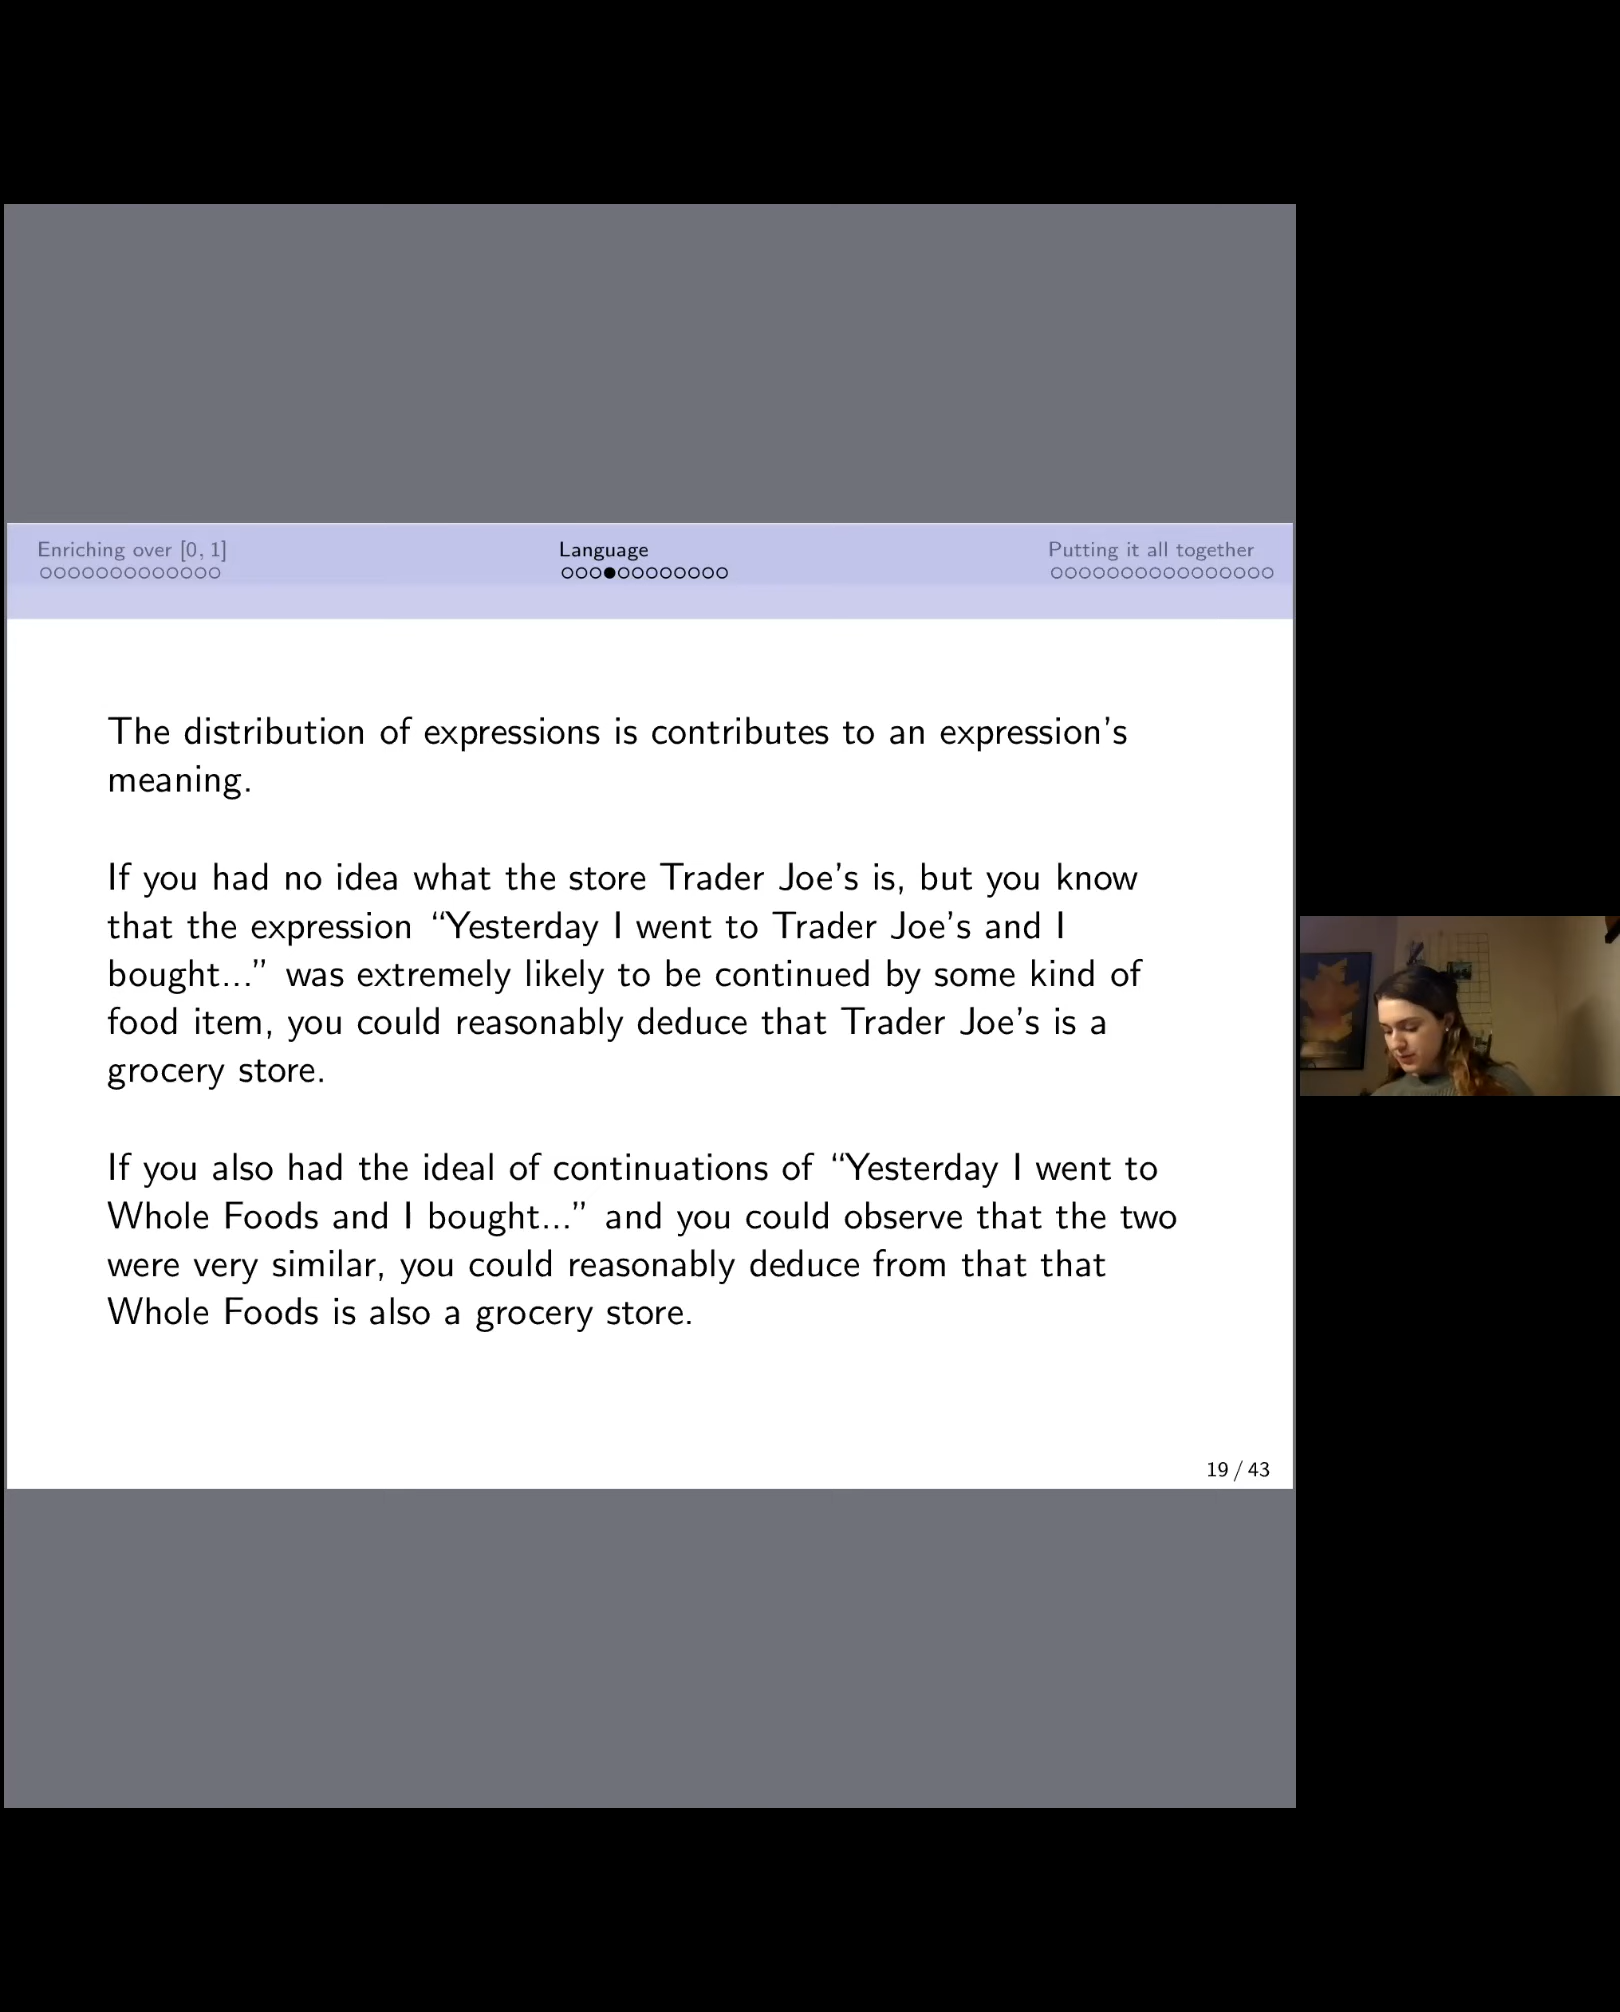 Enriching over [0, 1]
Language
Putting it all together
The distribution of expressions is contributes to an expression’s
meaning.
If you had no idea what the store Trader Joe’s is, but you know
that the expression “Yesterday I went to Trader Joe’s and I
bought...” was extremely likely to be continued by some kind of
food item, you could reasonably deduce that Trader Joe’s is a
grocery store.
If you also had the ideal of continuations of “Yesterday I went to
Whole Foods and I bought...” and you could observe that the two
were very similar, you could reasonably deduce from that that
Whole Foods is also a grocery store.
19 / 43